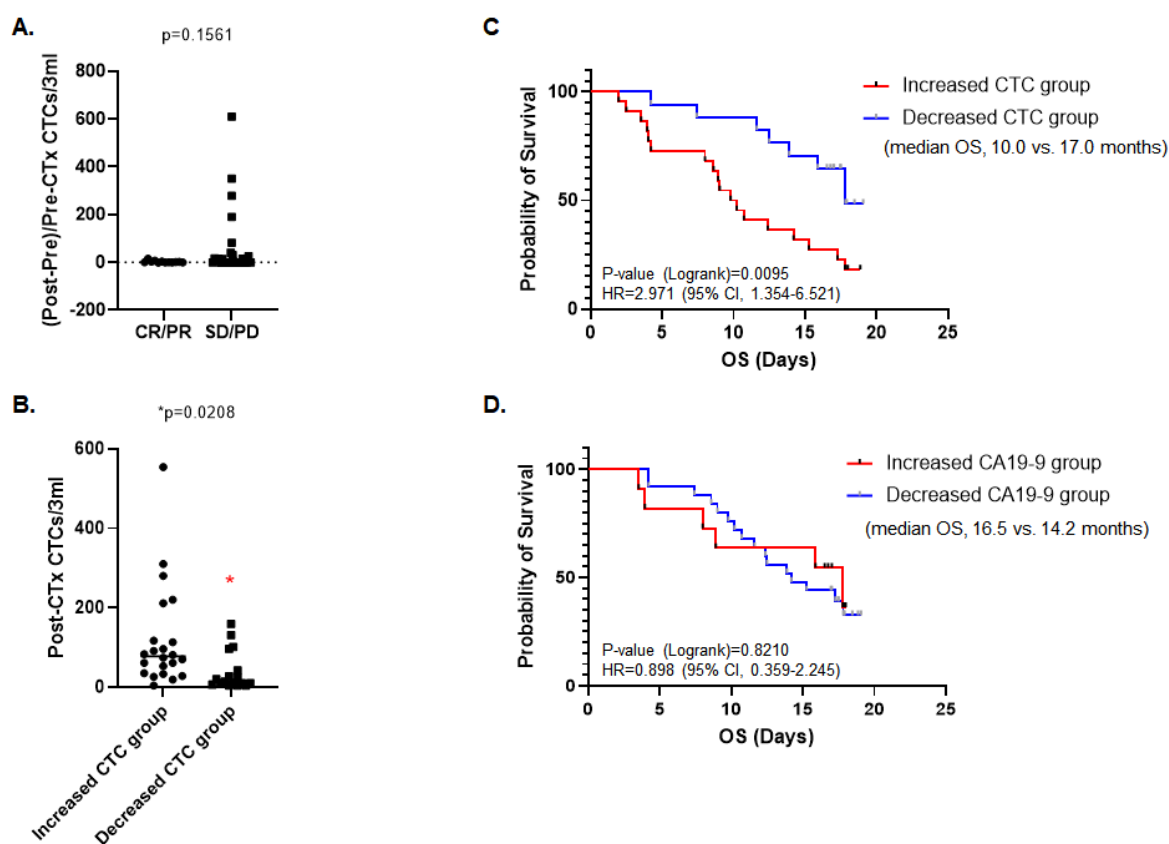 A.
p=0.1561
(Post-Pre)/Pre-CTx CTCs/3ml
800
600
400
200
0
-200
CR/PR SD/PD
B.
*p=0.0208
Post-CTx CTCs/3ml
600
400
200
0
*
Increased CTC group
Decreased CTC group
C
Probability of Survival
100
50
0
Increased CTC group
Decreased CTC group
(median OS, 10.0 vs. 17.0 months)
P-value (Logrank)=0.0095
HR=2.971 (95% CI, 1.354-6.521)
0 5 10 15 20 25
OS (Days)
D.
Probability of Survival
100
50
0
Increased CA19-9 group
Decreased CA19-9 group
(median OS, 16.5 vs. 14.2 months)
P-value (Logrank)=0.8210
HR=0.898 (95% CI, 0.359-2.245)
0 5 10 15 20 25
OS (Days)